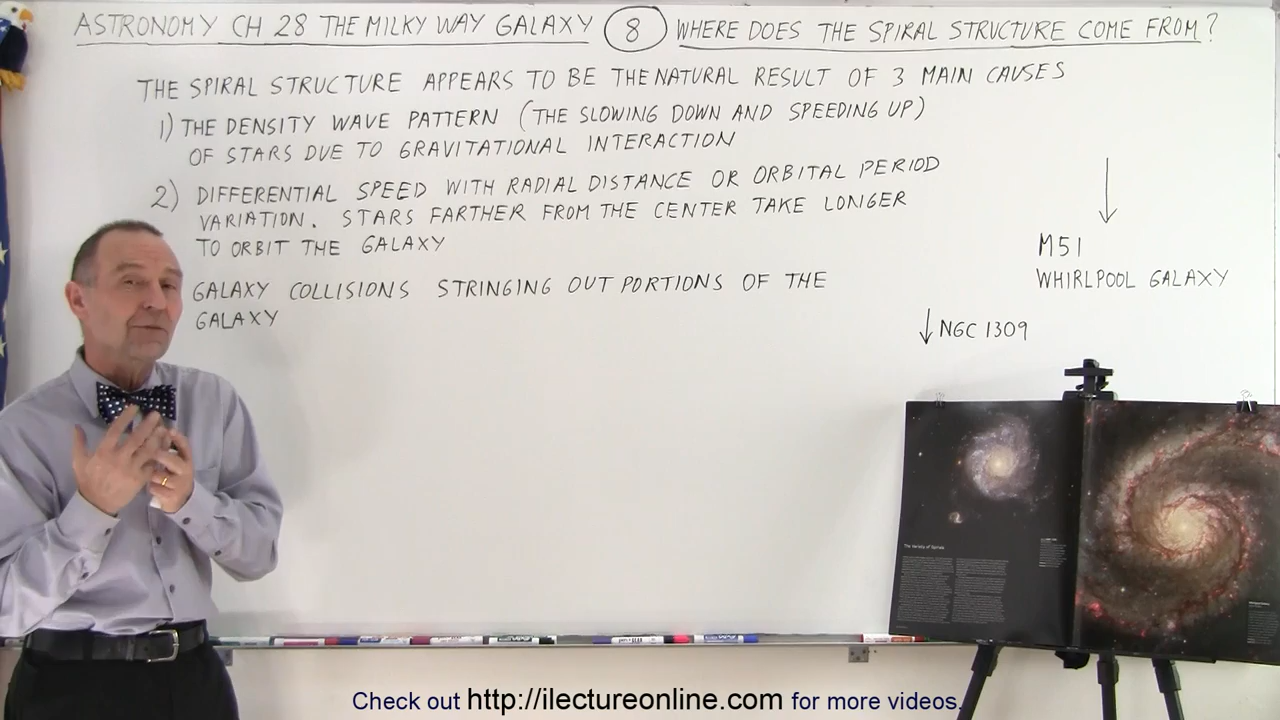 ASTRONOMY CH 28 THE MILKY WAY GALAXY 8 WHERE DOES THE SPIRAL STRUCTURE COME FROM?
THE SPIRAL STRUCTURE APPEARS TO BE THE NATURAL RESULT OF 3 MAIN CAUSES
1) THE DENSITY WAVE PATTERN (THE SLOWING DOWN AND SPEEDING UP)
OF STARS DUE TO GRAVITATIONAL INTERACTION
2) DIFFERENTIAL SPEED WITH RADIAL DISTANCE OR ORBITAL PERIOD
VARIATION. STARS FARTHER FROM THE CENTER TAKE LONGER
TO ORBIT THE GALAXY
GALAXY COLLISIONS STRINGING OUT PORTIONS OF THE
GALAXY
M51
WHIRLPOOL GALAXY
NGC 1309
The Variety of Spirals
Check out http://ilectureonline.com for more videos.